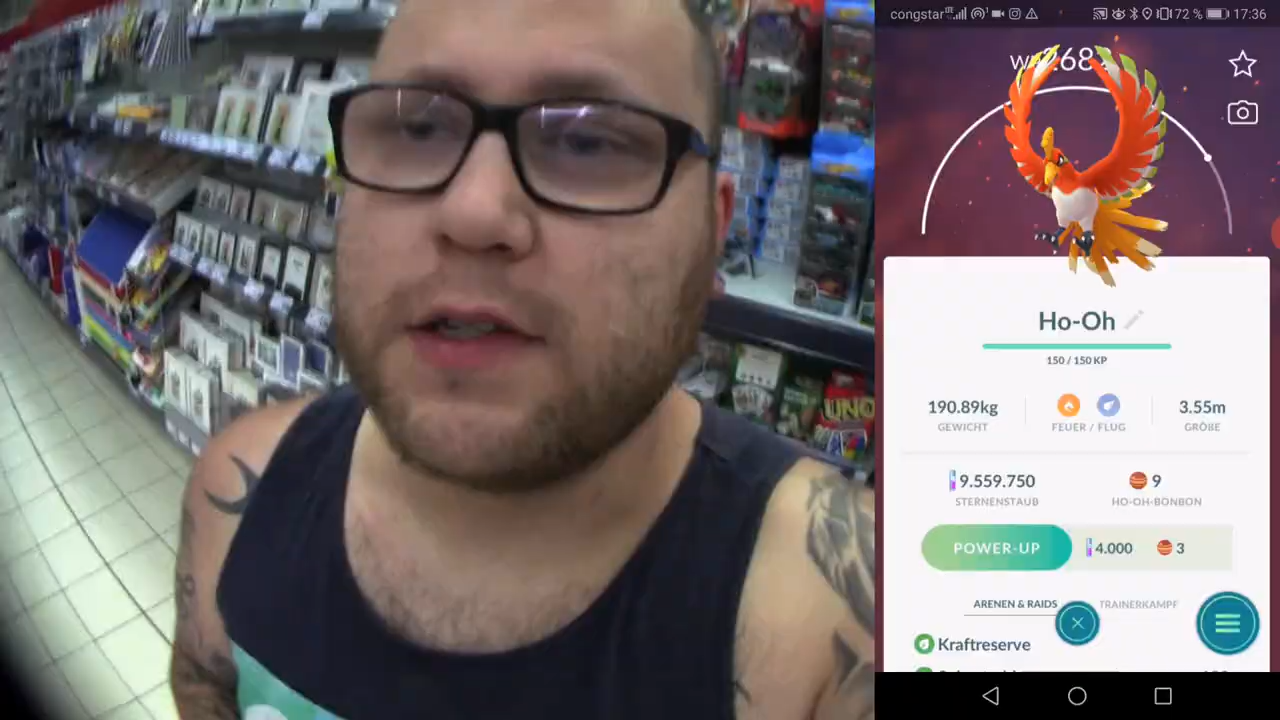 UNO
congstar 72 % 17:36
Ho-Oh
150 / 150 KP
190.89kg
GEWICHT
FEUER / FLUG
3.55m
GRÖßE
9.559.750
STERNENSTAUB
9
HO-OH-BONBON
POWER-UP
4.000
3
ARENEN & RAIDS
TRAINERKAMPF
Kraftreserve